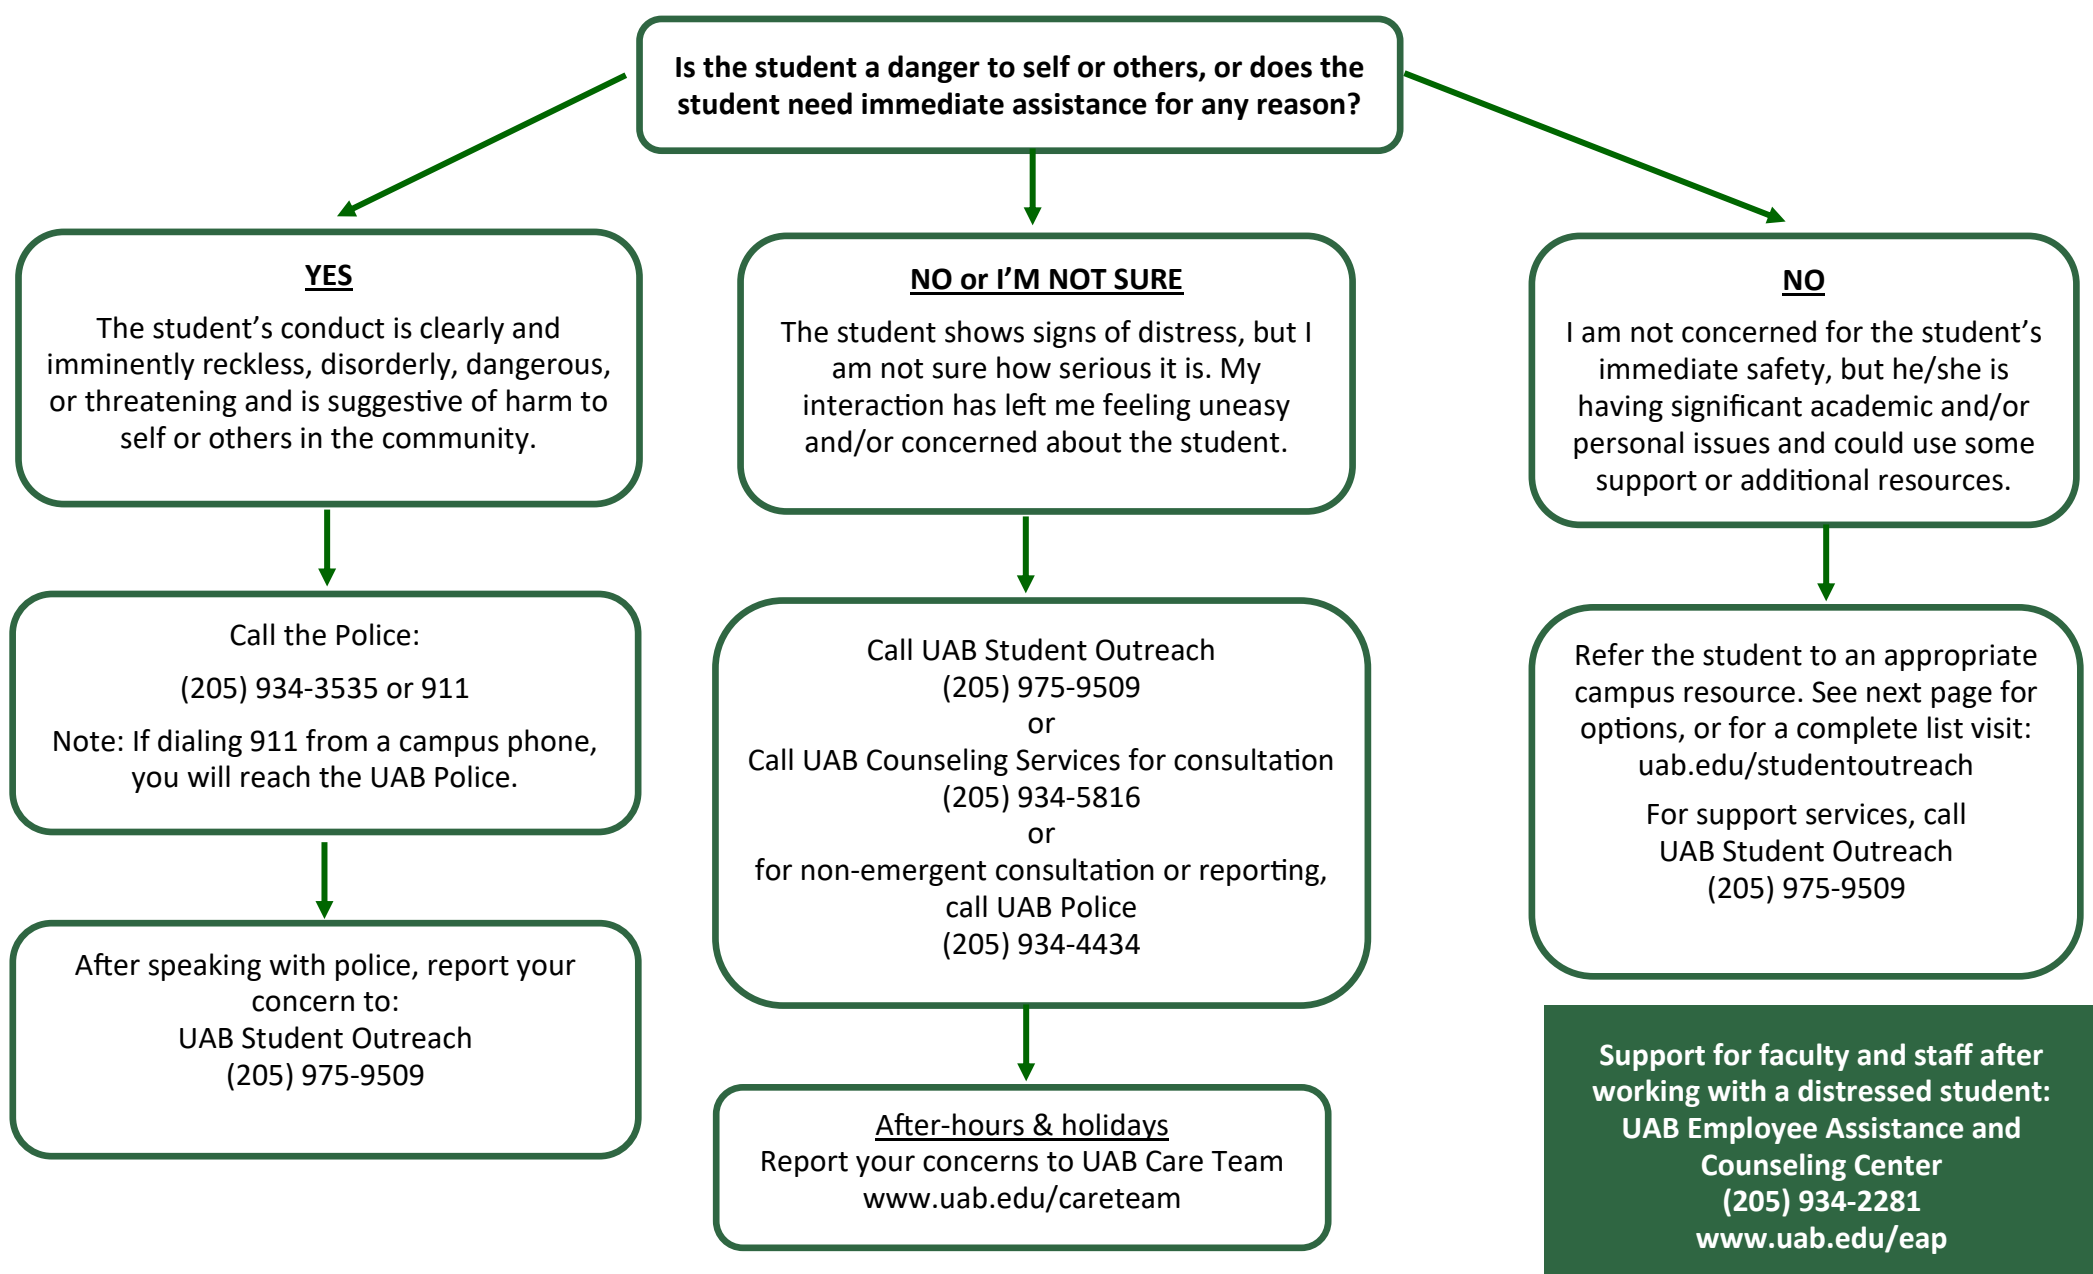 Is the student a danger to self or others, or does the
student need immediate assistance for any reason?
YES
The student’s conduct is clearly and
imminently reckless, disorderly, dangerous,
or threatening and is suggestive of harm to
self or others in the community.
Call the Police:
(205) 934-3535 or 911
Note: If dialing 911 from a campus phone,
you will reach the UAB Police.
After speaking with police, report your
concern to:
UAB Student Outreach
(205) 975-9509
NO or I’M NOT SURE
The student shows signs of distress, but I
am not sure how serious it is. My
interaction has left me feeling uneasy
and/or concerned about the student.
Call UAB Student Outreach
(205) 975-9509
or
Call UAB Counseling Services for consultation
(205) 934-5816
or
for non-emergent consultation or reporting,
call UAB Police
(205) 934-4434
After-hours & holidays
Report your concerns to UAB Care Team
www.uab.edu/careteam
NO
I am not concerned for the student’s
immediate safety, but he/she is
having significant academic and/or
personal issues and could use some
support or additional resources.
Refer the student to an appropriate
campus resource. See next page for
options, or for a complete list visit:
uab.edu/studentoutreach
For support services, call
UAB Student Outreach
(205) 975-9509
Support for faculty and staff after
working with a distressed student:
UAB Employee Assistance and
Counseling Center
(205) 934-2281
www.uab.edu/eap